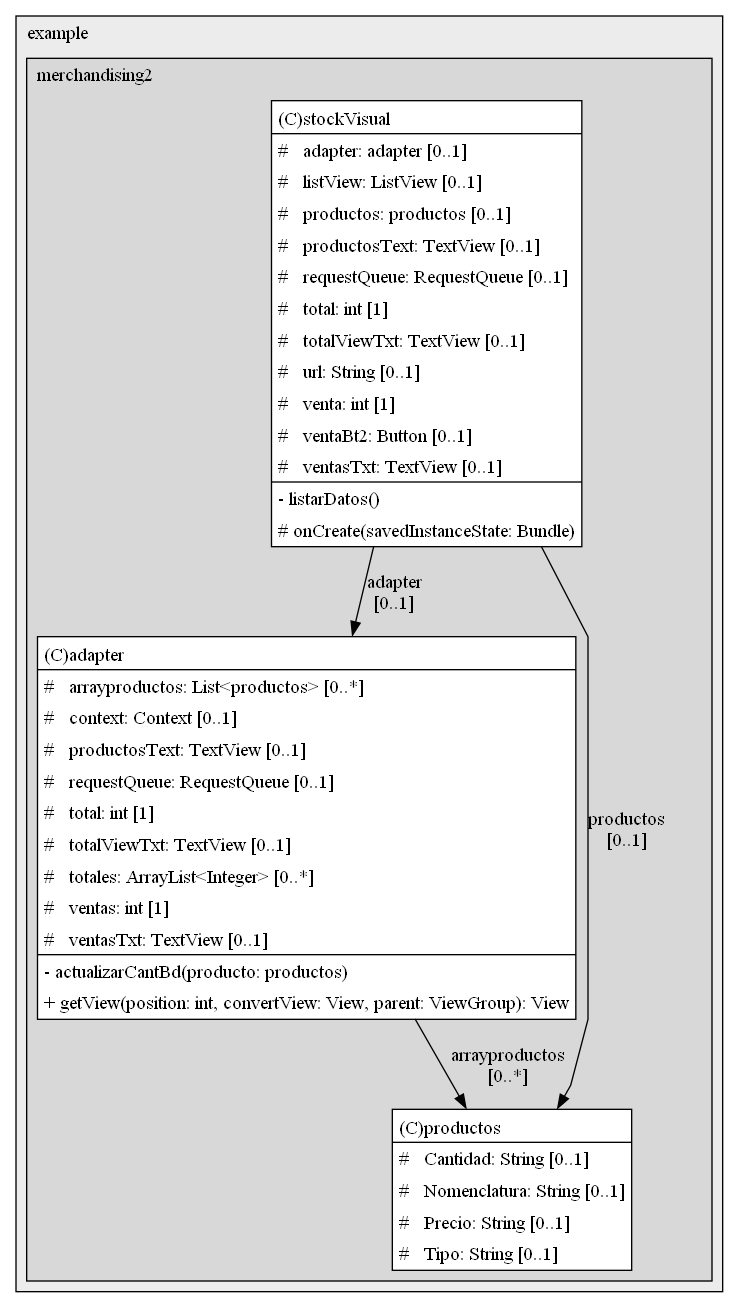 example
merchandising2
(C)stockVisual
# adapter: adapter [0..1]
# listView: ListView [0..1]
# productos: productos [0..1]
# productosText: TextView [0..1]
# requestQueue: RequestQueue [0..1]
# total: int [1]
# totalViewTxt: TextView [0..1]
# url: String [0..1]
# venta: int [1]
# ventaBt2: Button [0..1]
# ventasTxt: TextView [0..1]
- listarDatos()
# onCreate(savedInstanceState: Bundle)
adapter
[0..1]
(C)adapter
# arrayproductos: List<productos> [0..*]
# context: Context [0..1]
# productosText: TextView [0..1]
# requestQueue: RequestQueue [0..1]
# total: int [1]
# totalViewTxt: TextView [0..1]
# totales: ArrayList<Integer> [0..*]
# ventas: int [1]
# ventasTxt: TextView [0..1]
- actualizarCantBd(producto: productos)
+ getView(position: int, convertView: View, parent: ViewGroup): View
productos
[0..1]
arrayproductos
[0..*]
(C)productos
# Cantidad: String [0..1]
# Nomenclatura: String [0..1]
# Precio: String [0..1]
# Tipo: String [0..1]